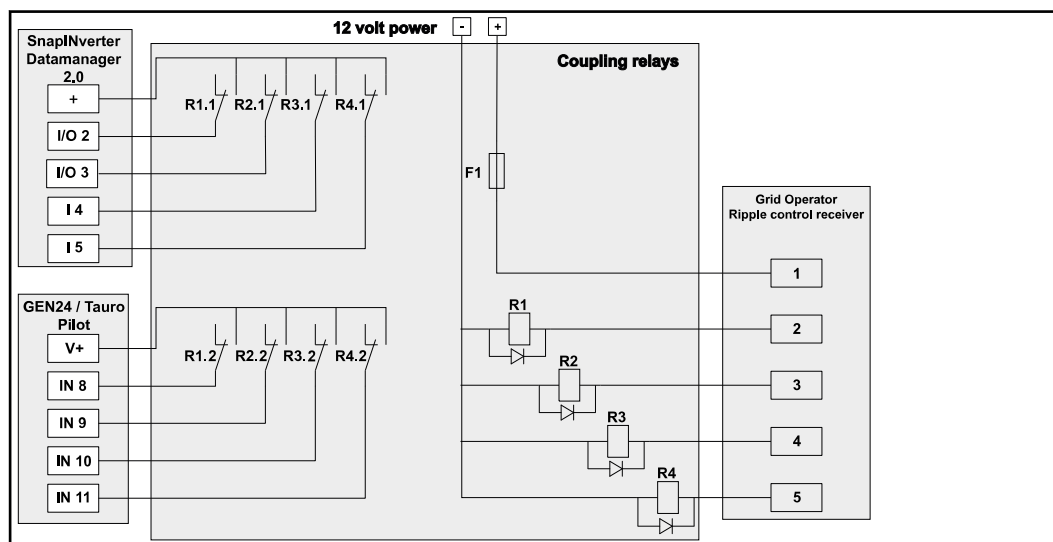 12 volt power
-
+
SnapINverter
Datamanager
2.0
+
I/O 2
I/O 3
I 4
I 5
R1.1
R2.1
R3.1
R4.1
Coupling relays
F1
Grid Operator
Ripple control receiver
1
2
3
4
5
R1
R2
R3
R4
GEN24 / Tauro
Pilot
V+
IN 8
IN 9
IN 10
IN 11
R1.2
R2.2
R3.2
R4.2